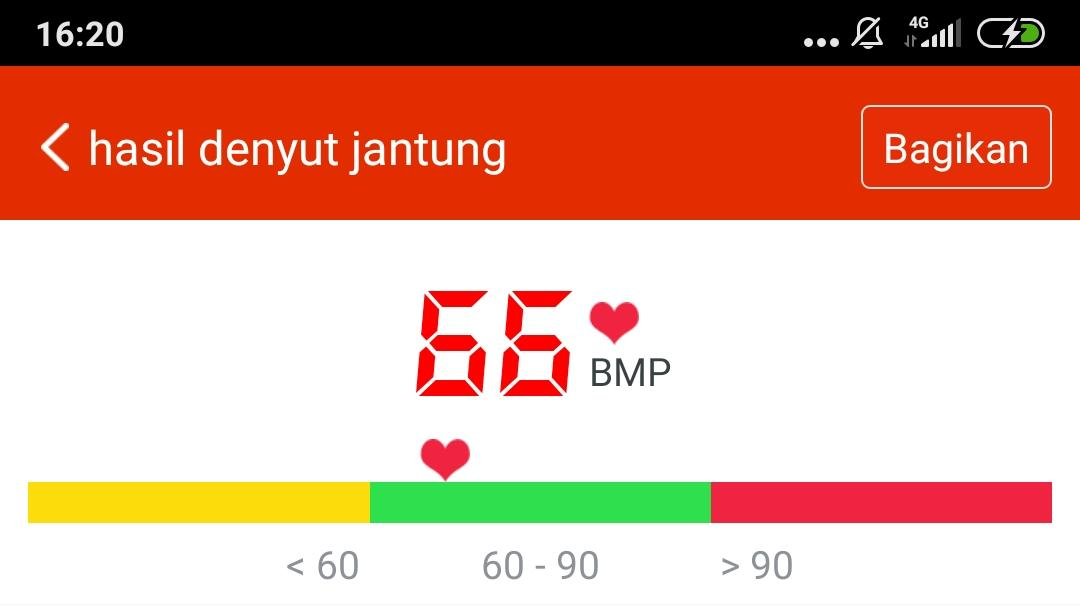 16:20
4G
hasil denyut jantung
Bagikan
66
BMP
< 60
60 - 90
> 90